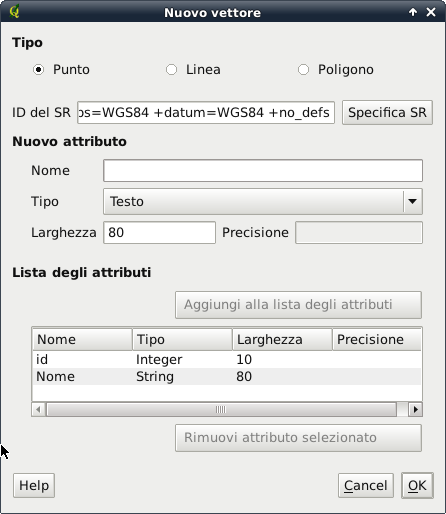 Nuovo vettore
Tipo
Punto Linea Poligono
ID del SR os=WGS84 +datum=WGS84 +no_defs Specifica SR
Nuovo attributo
Nome
Tipo Testo
Larghezza 80 Precisione
Lista degli attributi
Aggiungi alla lista degli attributi
Nome Tipo Larghezza Precisione
id Integer 10
Nome String 80
Rimuovi attributo selezionato
Help Cancel OK